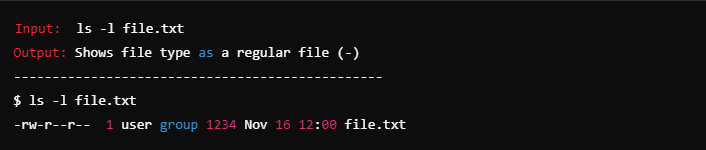 Input:  ls -l file.txt
Output: Shows file type as a regular file (-)
------------------------------------------------
$ ls -l file.txt
-rw-r--r--  1 user group 1234 Nov 16 12:00 file.txt